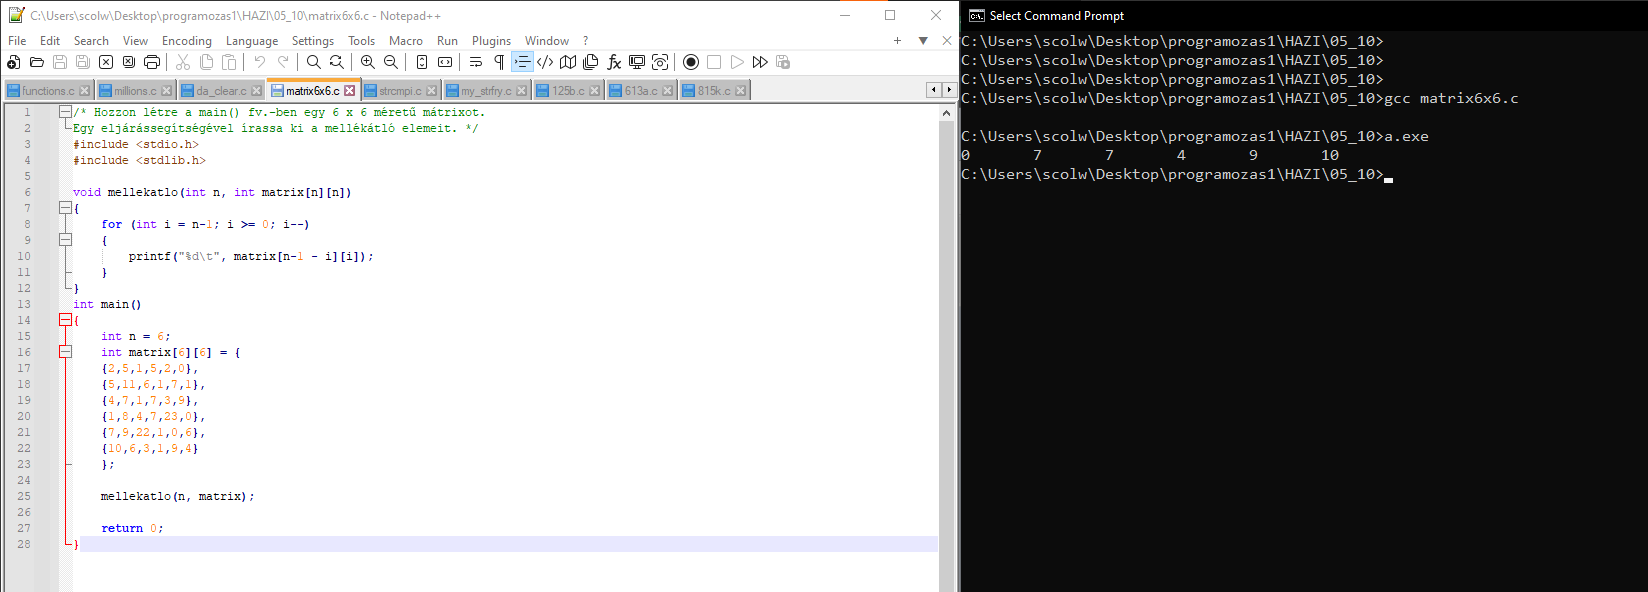 C:\Users\scolw\Desktop\programozas1\HAZI\05_10\matrix6x6.c - Notepad++
File Edit Search View Encoding Language Settings Tools Macro Run Plugins Window ?
functions.c millions.c da_clear.c matrix6x6.c strcmpi.c my_strfry.c 125b.c 613a.c 815k.c
1 /* Hozzon létre a main() fv.-ben egy 6 x 6 méretű mátrixot.
2 Egy eljárássegítségével írassa ki a mellékátló elemeit. */
3 #include <stdio.h>
4 #include <stdlib.h>
5
6 void mellekatlo(int n, int matrix[n][n])
7 {
8 for (int i = n-1; i >= 0; i--)
9 {
10 printf("%d\t", matrix[n-1 - i][i]);
11 }
12 }
13 int main()
14 {
15 int n = 6;
16 int matrix[6][6] = {
17 {2,5,1,5,2,0},
18 {5,11,6,1,7,1},
19 {4,7,1,7,3,9},
20 {1,8,4,7,23,0},
21 {7,9,22,1,0,6},
22 {10,6,3,1,9,4}
23 };
24
25 mellekatlo(n, matrix);
26
27 return 0;
28 }
Select Command Prompt
C:\Users\scolw\Desktop\programozas1\HAZI\05_10>
C:\Users\scolw\Desktop\programozas1\HAZI\05_10>
C:\Users\scolw\Desktop\programozas1\HAZI\05_10>
C:\Users\scolw\Desktop\programozas1\HAZI\05_10>gcc matrix6x6.c
C:\Users\scolw\Desktop\programozas1\HAZI\05_10>a.exe
0 7 7 4 9 10
C:\Users\scolw\Desktop\programozas1\HAZI\05_10>